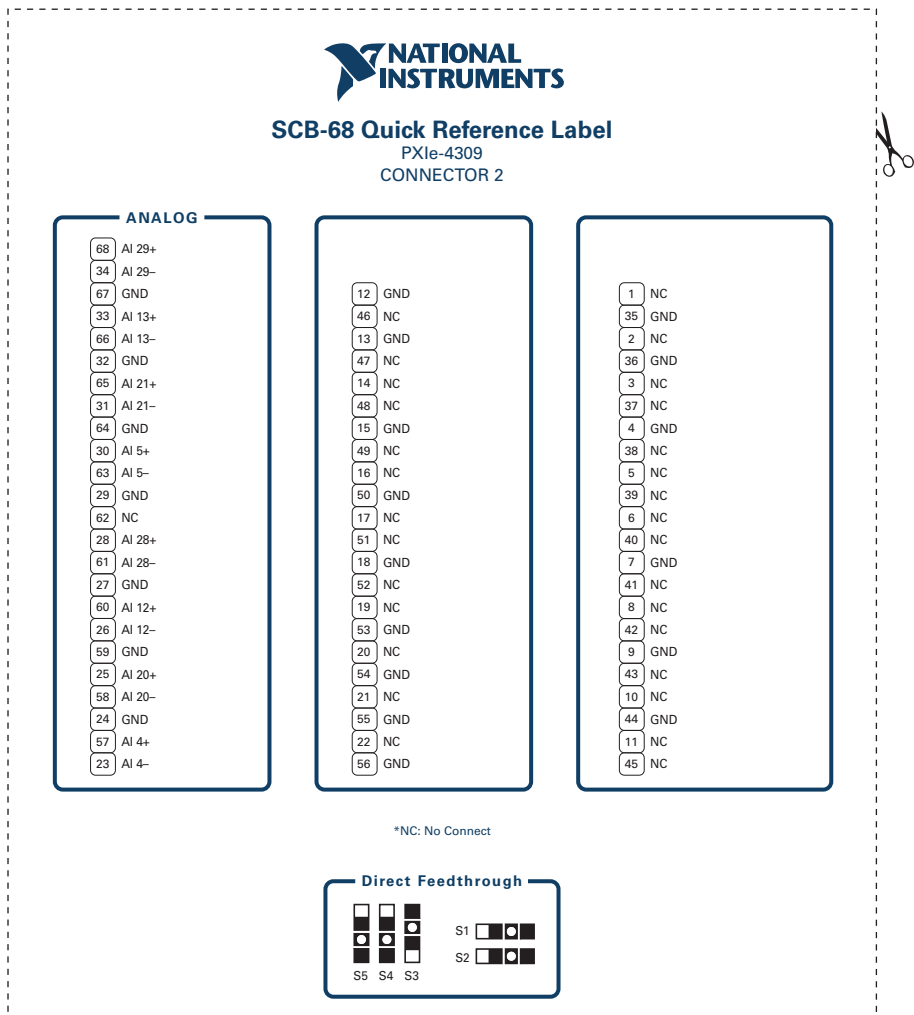 NATIONAL
INSTRUMENTS
SCB-68 Quick Reference Label
PXIe-4309
CONNECTOR 2
ANALOG
68 AI 29+
34 AI 29–
67 GND
33 AI 13+
66 AI 13–
32 GND
65 AI 21+
31 AI 21–
64 GND
30 AI 5+
63 AI 5–
29 GND
62 NC
28 AI 28+
61 AI 28–
27 GND
60 AI 12+
26 AI 12–
59 GND
25 AI 20+
58 AI 20–
24 GND
57 AI 4+
23 AI 4–
12 GND
46 NC
13 GND
47 NC
14 NC
48 NC
15 GND
49 NC
16 NC
50 GND
17 NC
51 NC
18 GND
52 NC
19 NC
53 GND
20 NC
54 GND
21 NC
55 GND
22 NC
56 GND
1 NC
35 GND
2 NC
36 GND
3 NC
37 NC
4 GND
38 NC
5 NC
39 NC
6 NC
40 NC
7 GND
41 NC
8 NC
42 NC
9 GND
43 NC
10 NC
44 GND
11 NC
45 NC
*NC: No Connect
Direct Feedthrough
S1
S2
S5 S4 S3